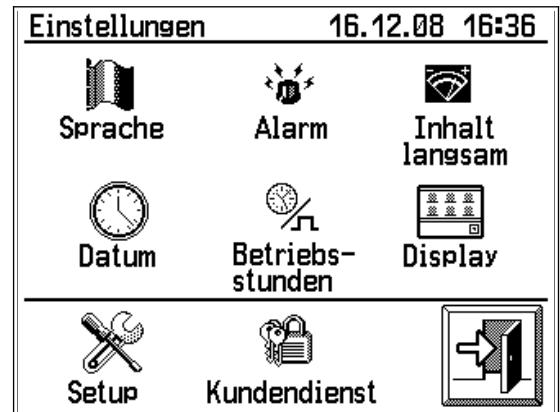 Einstellungen 16.12.08 16:36
Sprache Alarm Inhalt
langsam
Datum Betriebs- Display
stunden
Setup Kundendienst